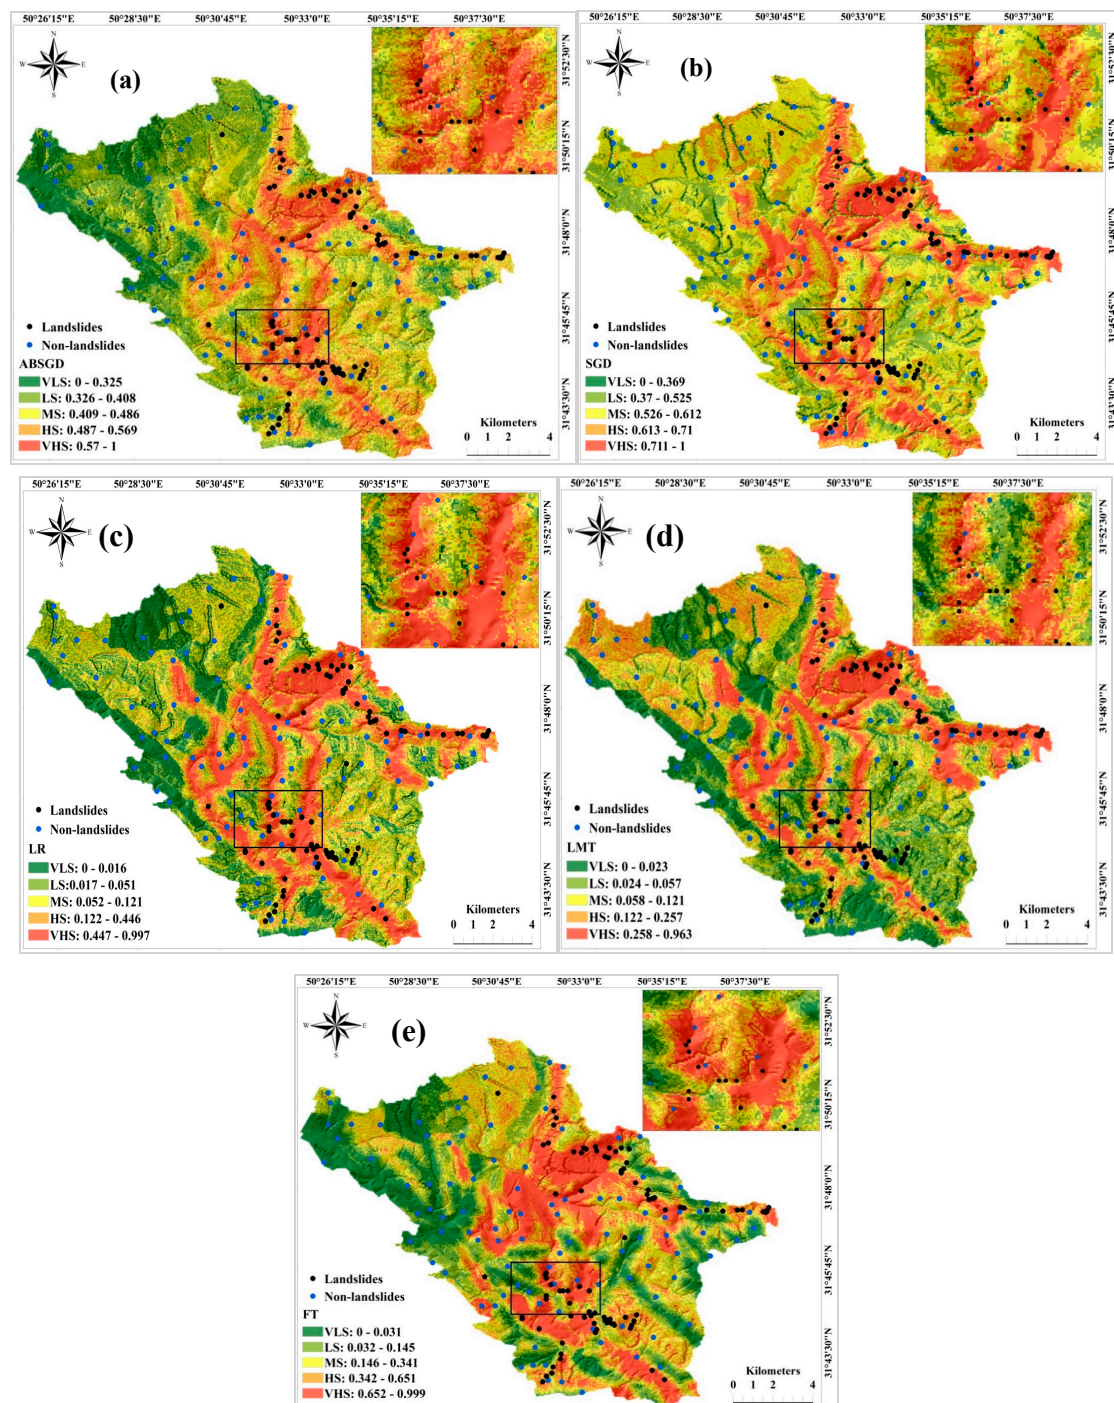 50°26'15"E 50°28'30"E 50°30'45"E 50°33'0"E 50°35'15"E 50°37'30"E
N
W E
S
(a)
31°52'30"N
31°50'15"N
31°48'0"N
31°45'45"N
31°43'30"N
Landslides
Non-landslides
ABSGD
VLS: 0 - 0.325
LS: 0.326 - 0.408
MS: 0.409 - 0.486
HS: 0.487 - 0.569
VHS: 0.57 - 1
Kilometers
0 1 2 4
50°26'15"E 50°28'30"E 50°30'45"E 50°33'0"E 50°35'15"E 50°37'30"E
N
W E
S
(b)
31°52'30"N
31°50'15"N
31°48'0"N
31°45'45"N
31°43'30"N
Landslides
Non-landslides
SGD
VLS: 0 - 0.369
LS: 0.37 - 0.525
MS: 0.526 - 0.612
HS: 0.613 - 0.71
VHS: 0.711 - 1
Kilometers
0 1 2 4
50°26'15"E 50°28'30"E 50°30'45"E 50°33'0"E 50°35'15"E 50°37'30"E
N
W E
S
(c)
31°52'30"N
31°50'15"N
31°48'0"N
31°45'45"N
31°43'30"N
Landslides
Non-landslides
LR
VLS: 0 - 0.016
LS:0.017 - 0.051
MS: 0.052 - 0.121
HS: 0.122 - 0.446
VHS: 0.447 - 0.997
Kilometers
0 1 2 4
50°26'15"E 50°28'30"E 50°30'45"E 50°33'0"E 50°35'15"E 50°37'30"E
N
W E
S
(d)
31°52'30"N
31°50'15"N
31°48'0"N
31°45'45"N
31°43'30"N
Landslides
Non-landslides
LMT
VLS: 0 - 0.023
LS: 0.024 - 0.057
MS: 0.058 - 0.121
HS: 0.122 - 0.257
VHS: 0.258 - 0.963
Kilometers
0 1 2 4
50°26'15"E 50°28'30"E 50°30'45"E 50°33'0"E 50°35'15"E 50°37'30"E
N
W E
S
(e)
31°52'30"N
31°50'15"N
31°48'0"N
31°45'45"N
31°43'30"N
Landslides
Non-landslides
FT
VLS: 0 - 0.031
LS: 0.032 - 0.145
MS: 0.146 - 0.341
HS: 0.342 - 0.651
VHS: 0.652 - 0.999
Kilometers
0 1 2 4